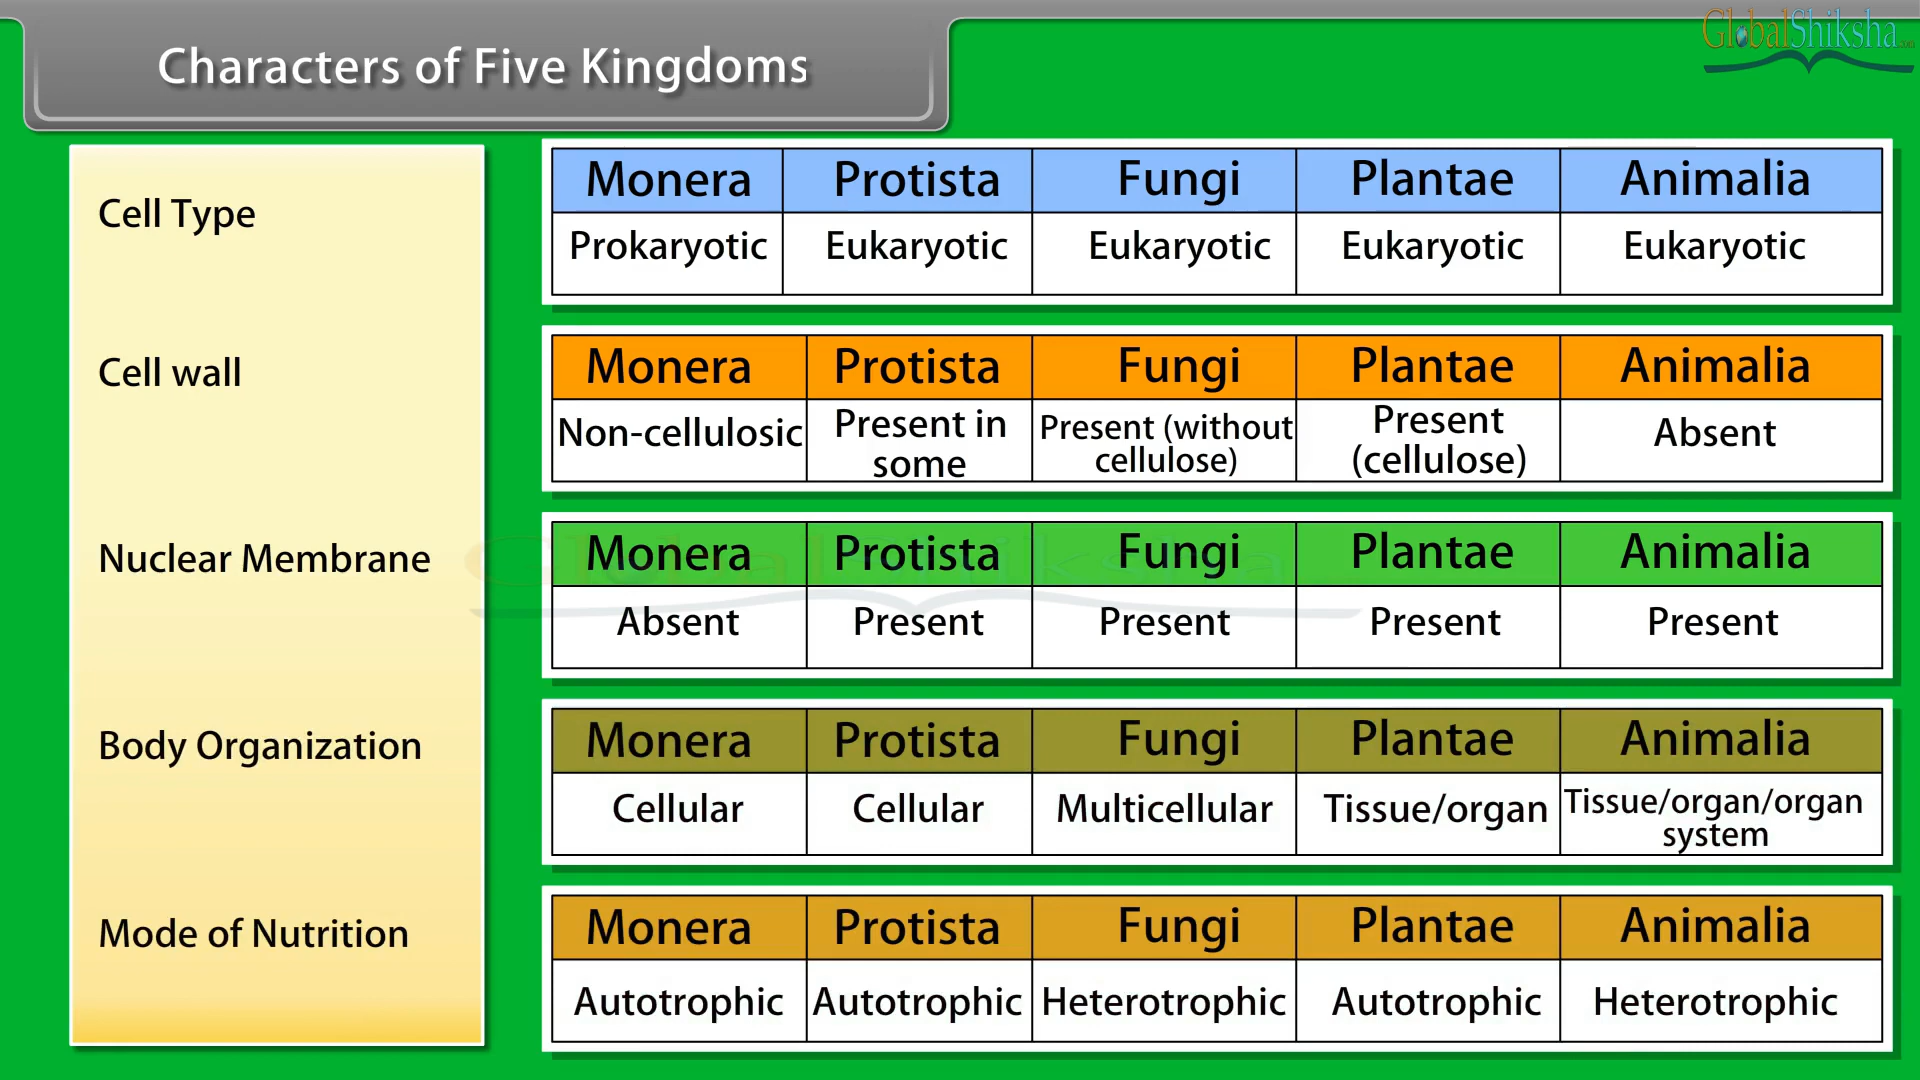 Characters of Five Kingdoms
GlobalShiksha.com
Cell Type
Monera Protista Fungi Plantae Animalia
Prokaryotic Eukaryotic Eukaryotic Eukaryotic Eukaryotic
Cell wall
Monera Protista Fungi Plantae Animalia
Non-cellulosic Present in some Present (without cellulose) Present (cellulose) Absent
Nuclear Membrane
Monera Protista Fungi Plantae Animalia
Absent Present Present Present Present
Body Organization
Monera Protista Fungi Plantae Animalia
Cellular Cellular Multicellular Tissue/organ Tissue/organ/organ system
Mode of Nutrition
Monera Protista Fungi Plantae Animalia
Autotrophic Autotrophic Heterotrophic Autotrophic Heterotrophic
GlobalShiksha